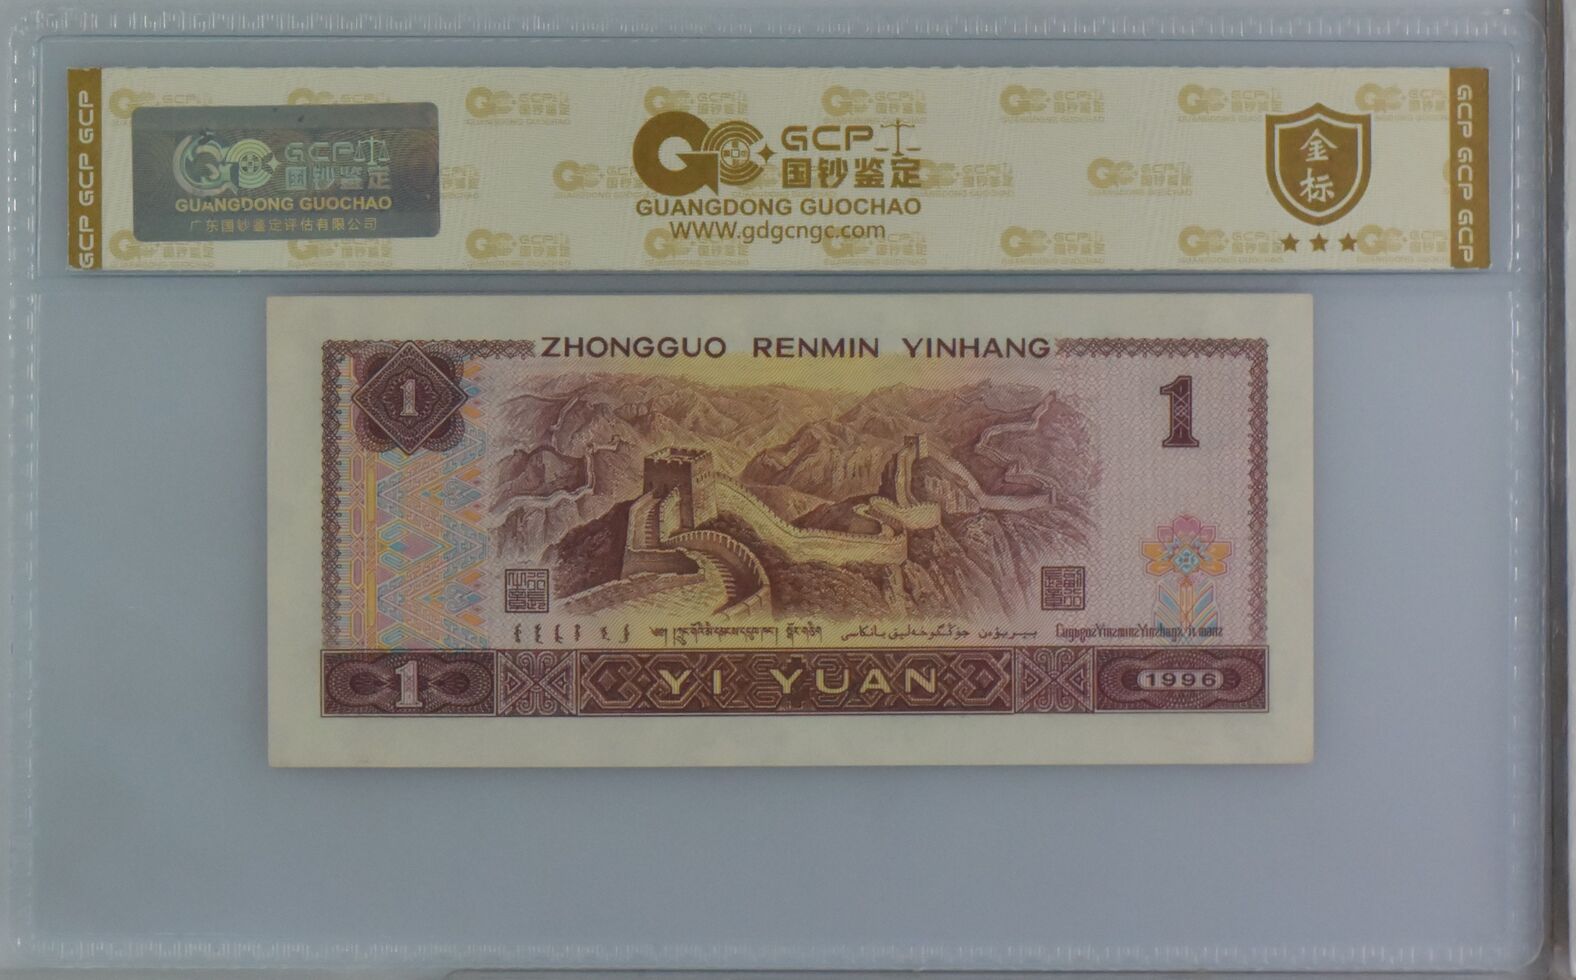 GCP
国钞鉴定
GUANGDONG GUOCHAO
广东国钞鉴定评估有限公司
GCP
国钞鉴定
GUANGDONG GUOCHAO
WWW.gdgcngc.com
金
标
GCP GCP GCP
GCP GCP GCP
ZHONGGUO RENMIN YINHANG
1
1
1
YI YUAN
1996